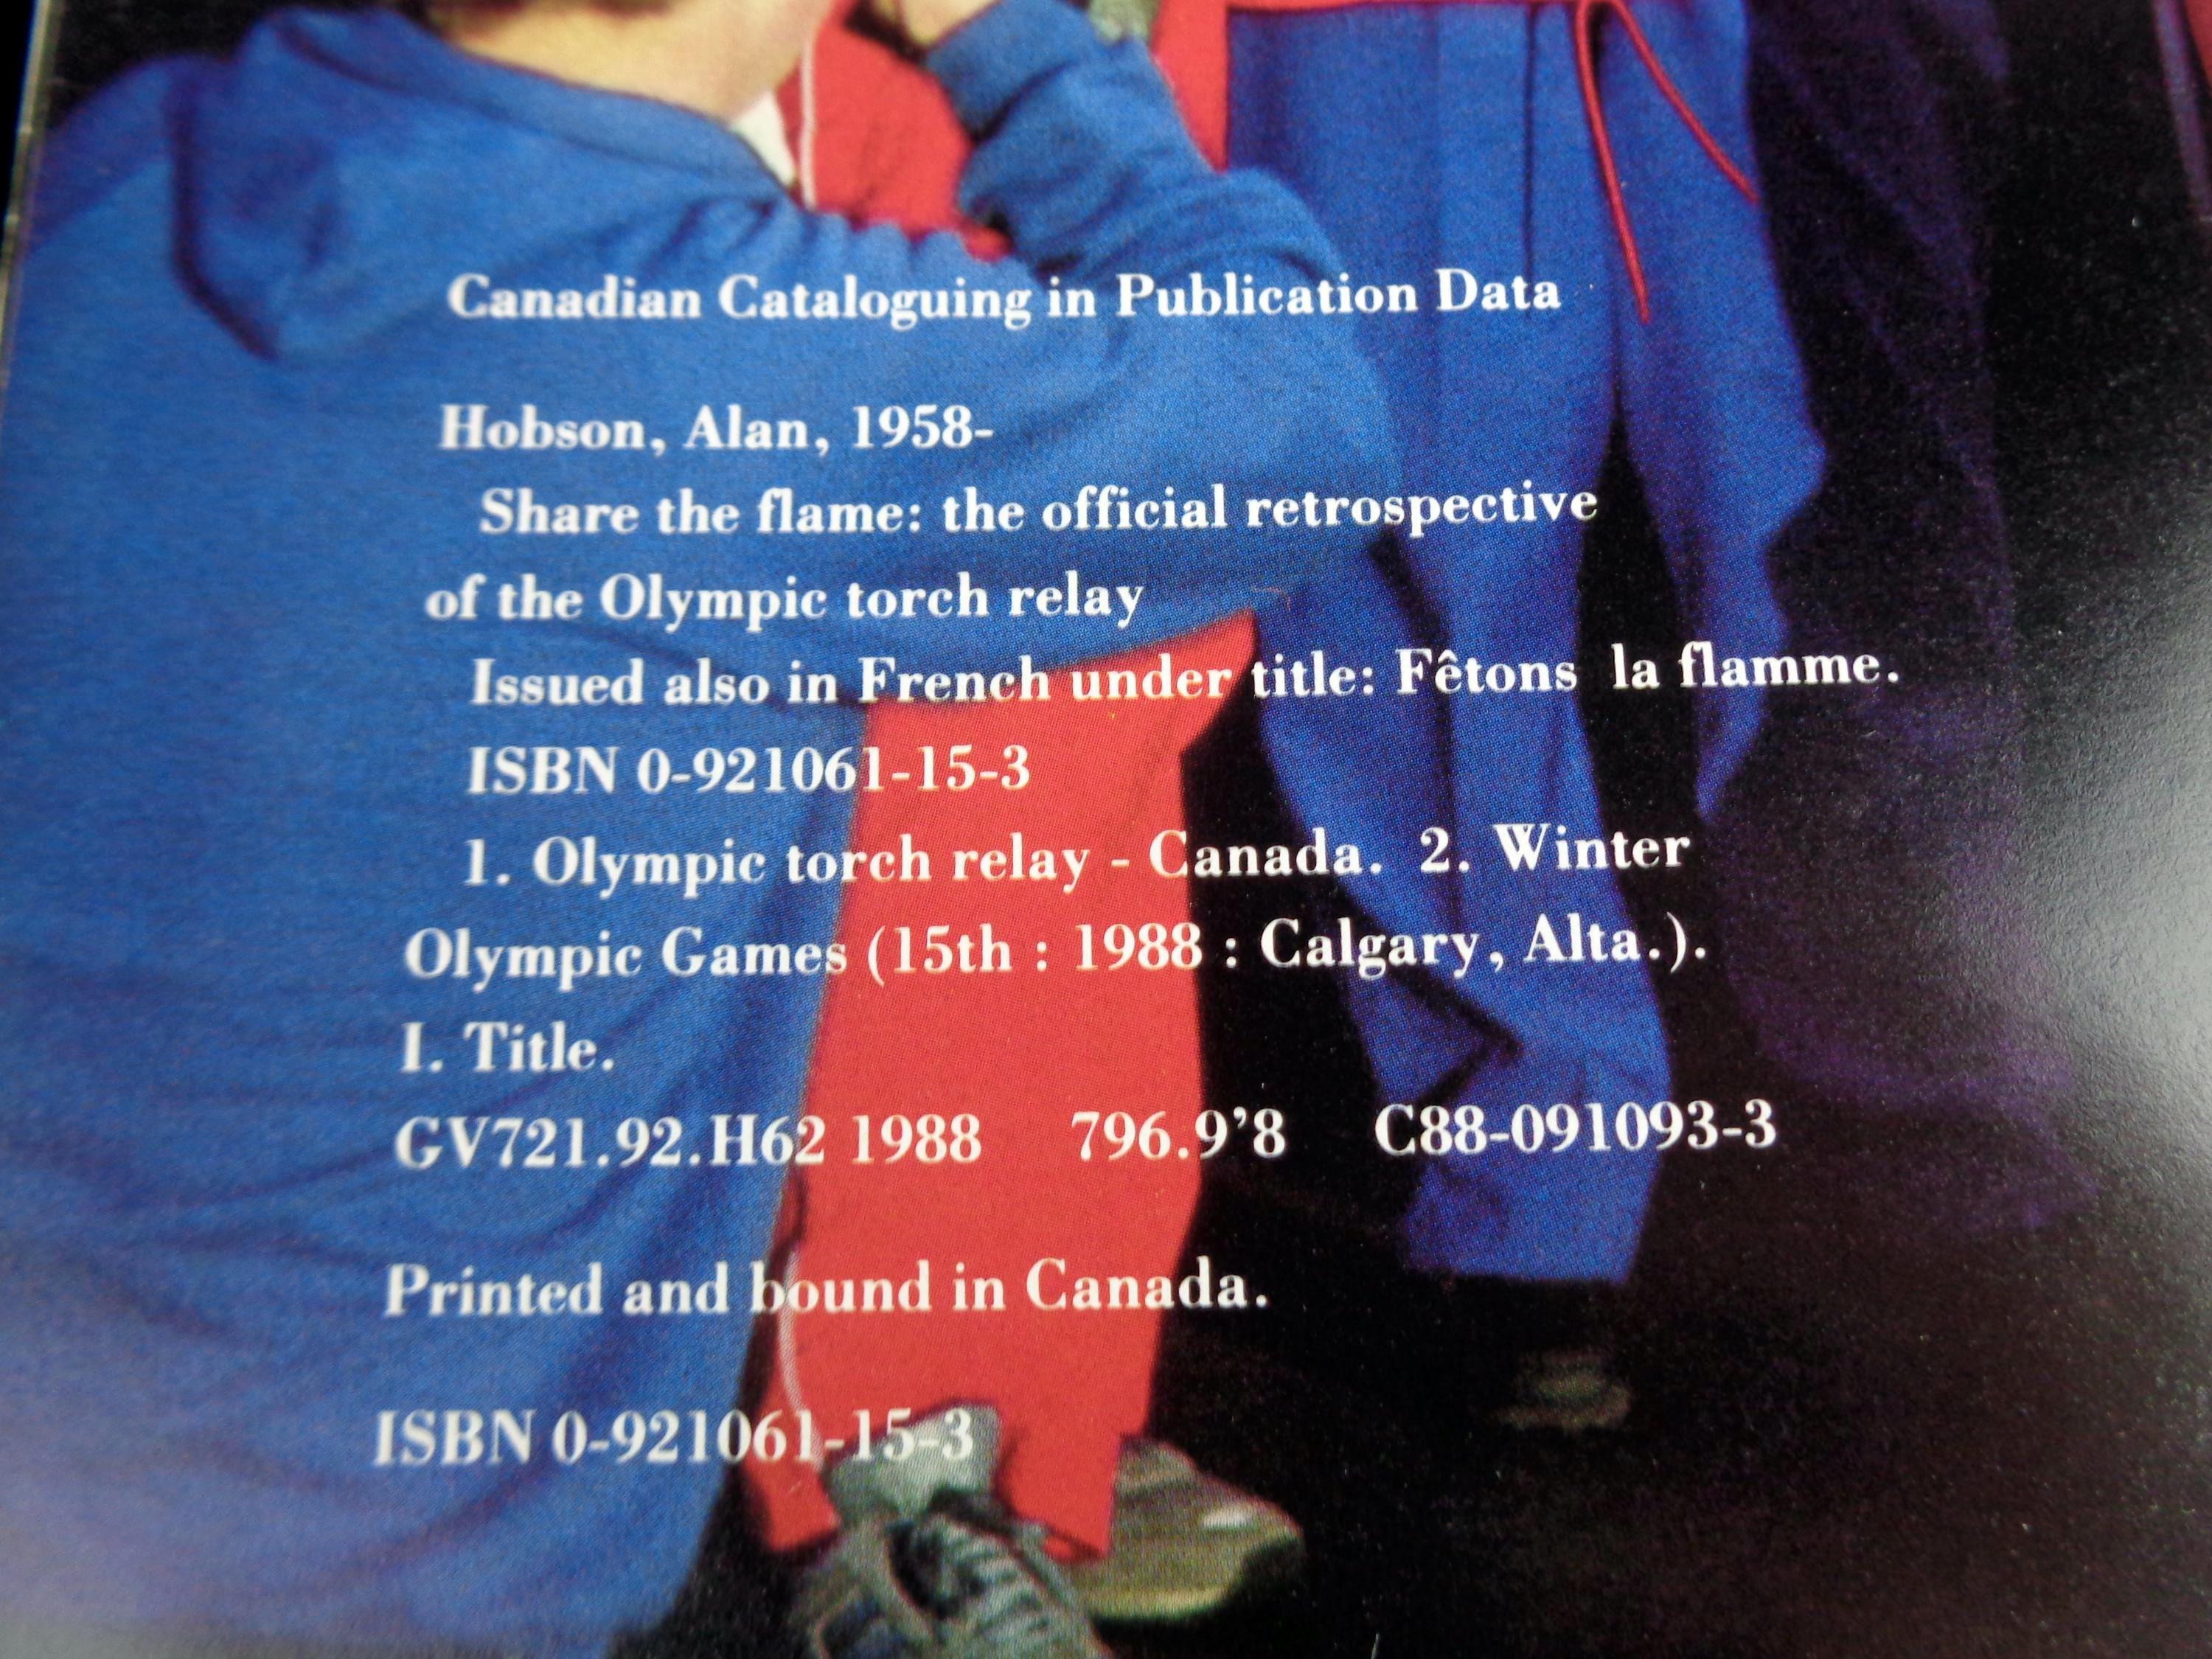 Canadian Cataloguing in Publication Data
Hobson, Alan, 1958-
Share the flame: the official retrospective
of the Olympic torch relay
Issued also in French under title: Fêtons la flamme.
ISBN 0-921061-15-3
1. Olympic torch relay - Canada. 2. Winter
Olympic Games (15th : 1988 : Calgary, Alta.).
I. Title.
GV721.92.H62 1988 796.9'8 C88-091093-3
Printed and bound in Canada.
ISBN 0-921061-15-3